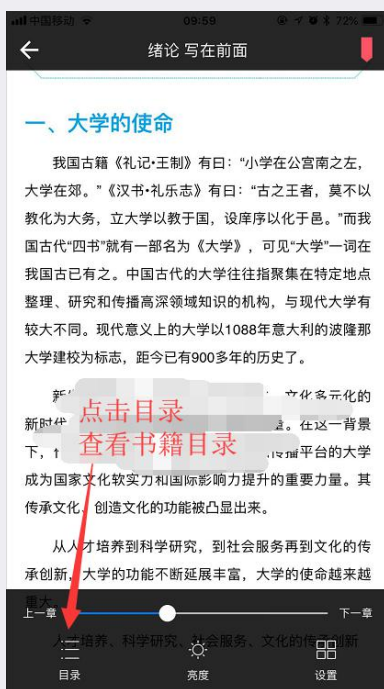 中国移动 09:59 72%
绪论 写在前面
一、大学的使命
我国古籍《礼记·王制》有曰：“小学在公宫南之左，
大学在郊。”《汉书·礼乐志》有曰：“古之王者，莫不以
教化为大务，立大学以教于国，设庠序以化于邑。”而我
国古代“四书”就有一部名为《大学》，可见“大学”一词在
我国古已有之。中国古代的大学往往指聚集在特定地点
整理、研究和传播高深领域知识的机构，与现代大学有
较大不同。现代意义上的大学以1088年意大利的波隆那
大学建校为标志，距今已有900多年的历史了。
新 文化多元化的
新时代 。在这一背景
点击目录
查看书籍目录
下， 传播平台的大学
成为国家文化软实力和国际影响力提升的重要力量。其
传承文化、创造文化的功能被凸显出来。
从人才培养到科学研究，到社会服务再到文化的传
承创新，大学的功能不断延展丰富，大学的使命越来越
重大。
上一章 下一章
人才培养、科学研究、社会服务、文化的传承创新
目录 亮度 设置